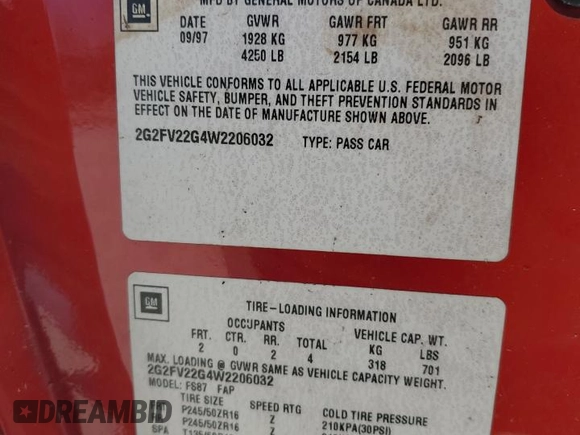 MFD BY GENERAL MOTORS OF CANADA LTD.
GM
DATE GVWR GAWR FRT GAWR RR
09/97 1928 KG 977 KG 951 KG
4250 LB 2154 LB 2096 LB
THIS VEHICLE CONFORMS TO ALL APPLICABLE U.S. FEDERAL MOTOR
VEHICLE SAFETY, BUMPER, AND THEFT PREVENTION STANDARDS IN
EFFECT ON THE DATE OF MANUFACTURE SHOWN ABOVE.
2G2FV22G4W2206032 TYPE: PASS CAR
GM
TIRE-LOADING INFORMATION
OCCUPANTS VEHICLE CAP. WT.
FRT. CTR. RR. TOTAL KG LBS
2 0 2 4 318 701
MAX. LOADING @ GVWR SAME AS VEHICLE CAPACITY WEIGHT.
2G2FV22G4W2206032
MODEL: FS87 FAP
TIRE SIZE SPEED RTG COLD TIRE PRESSURE
P245/50ZR16 Z 210KPA(30PSI)
P245/50ZR16 Z
SPA
RADAMBID